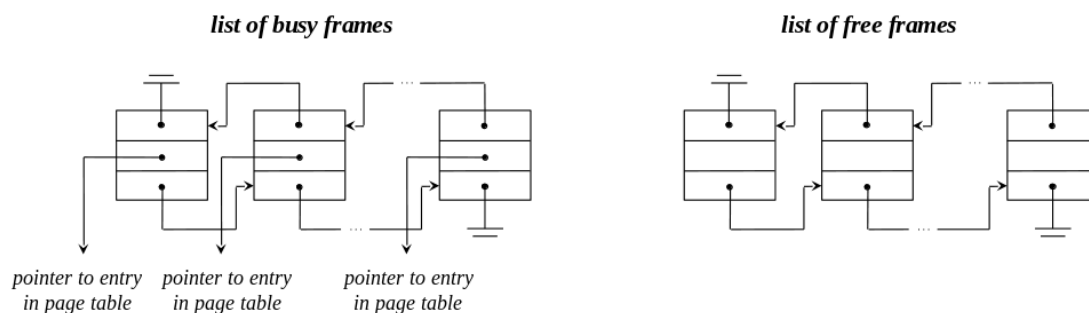 list of busy frames
list of free frames
...
...
...
...
pointer to entry
in page table
pointer to entry
in page table
pointer to entry
in page table